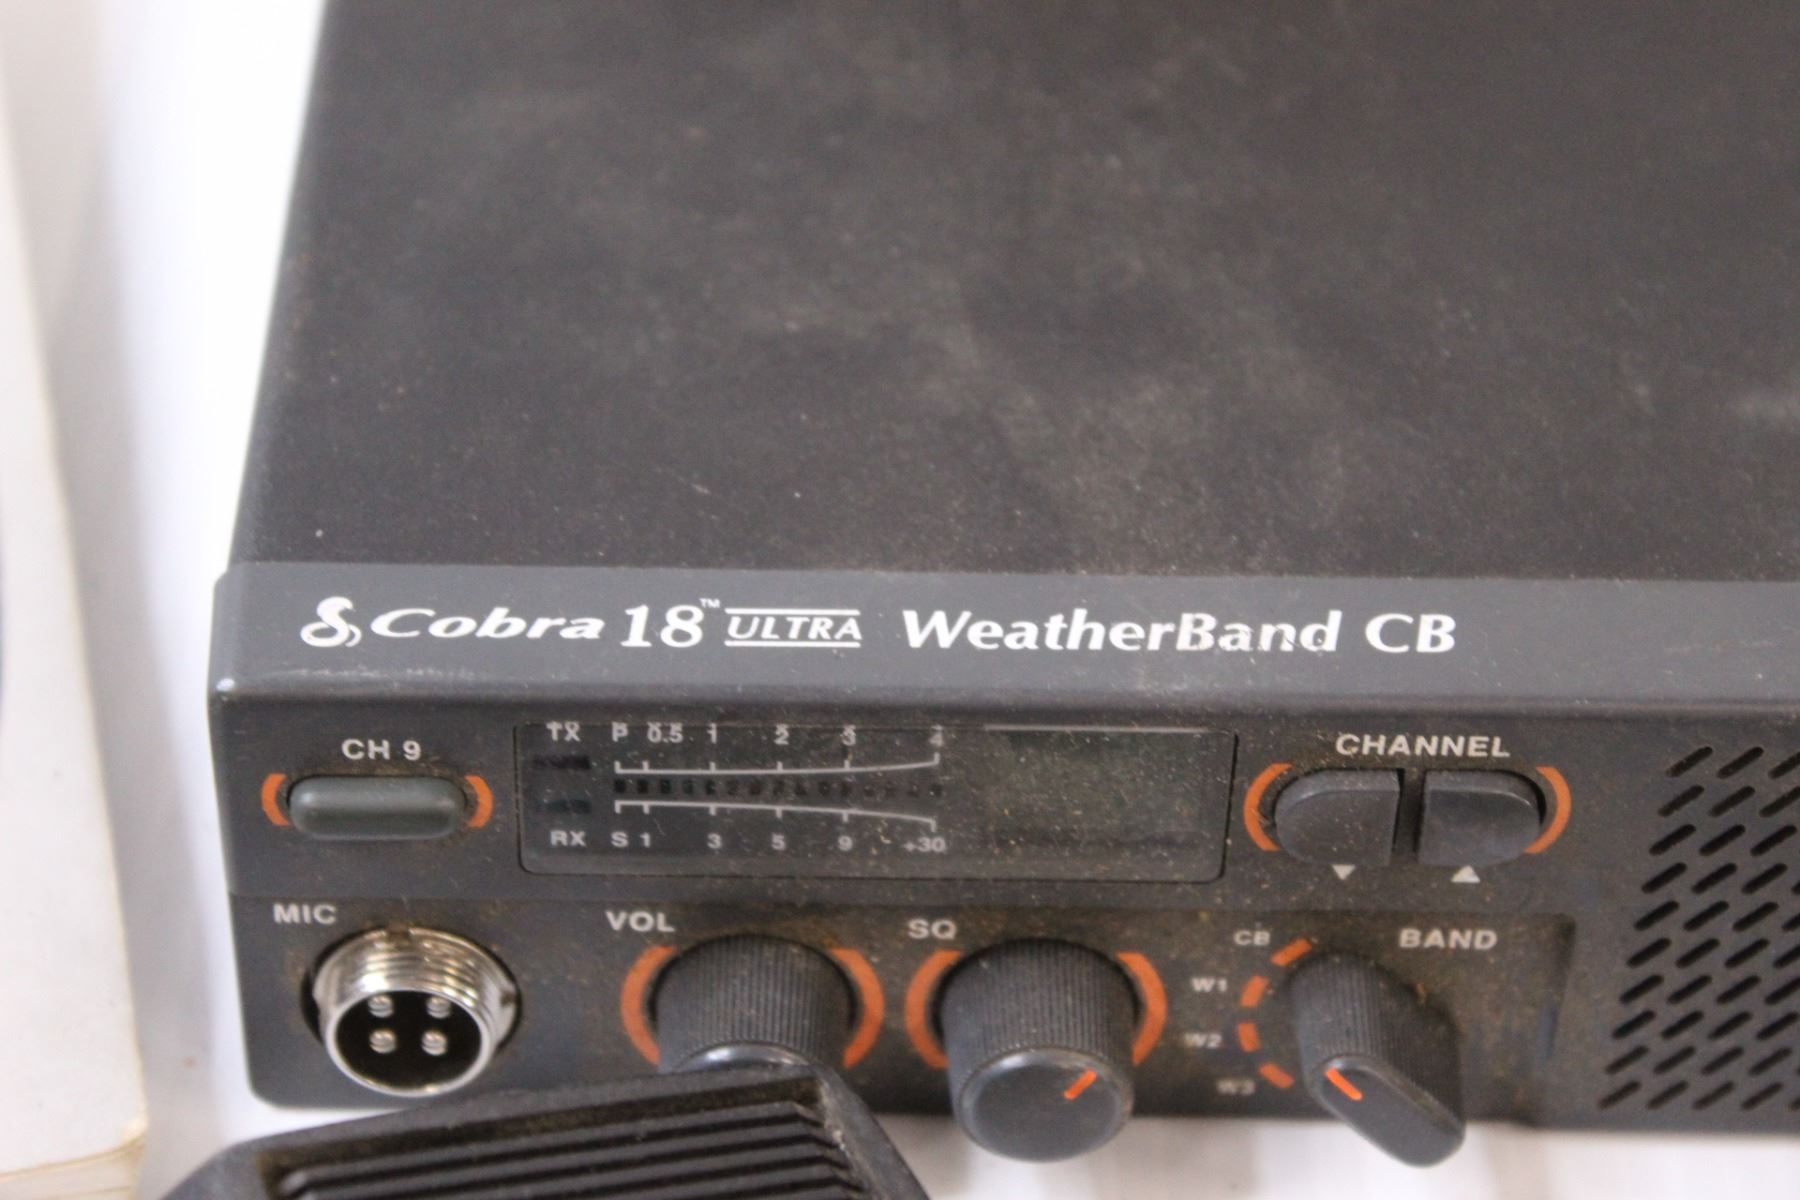 Cobra 18™ ULTRA WeatherBand CB
CH 9
TX P 0.5 1 2 3 4
RX S 1 3 5 9 +30
CHANNEL
▼ ▲
MIC
VOL
SQ
BAND
CB
W1
W2
W3